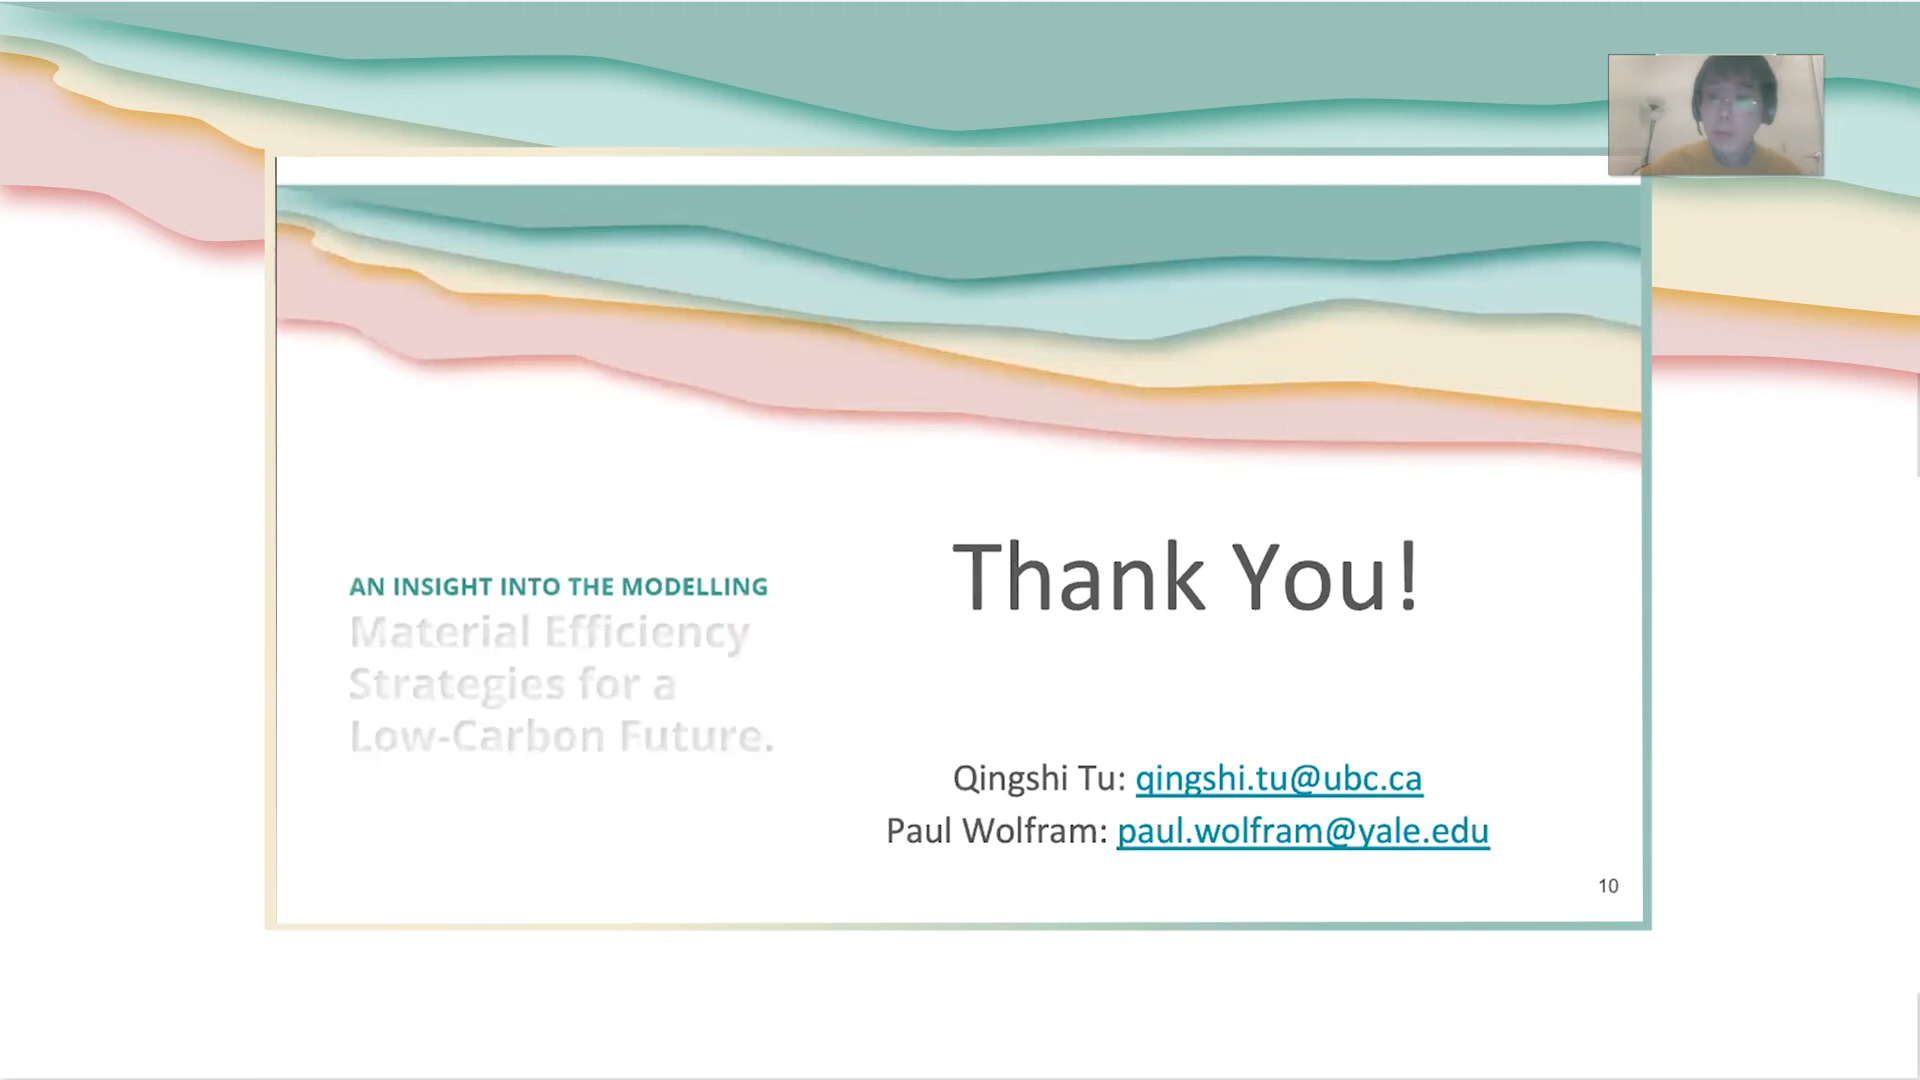 AN INSIGHT INTO THE MODELLING
Material Efficiency
Strategies for a
Low-Carbon Future.
Thank You!
Qingshi Tu: qingshi.tu@ubc.ca
Paul Wolfram: paul.wolfram@yale.edu
10